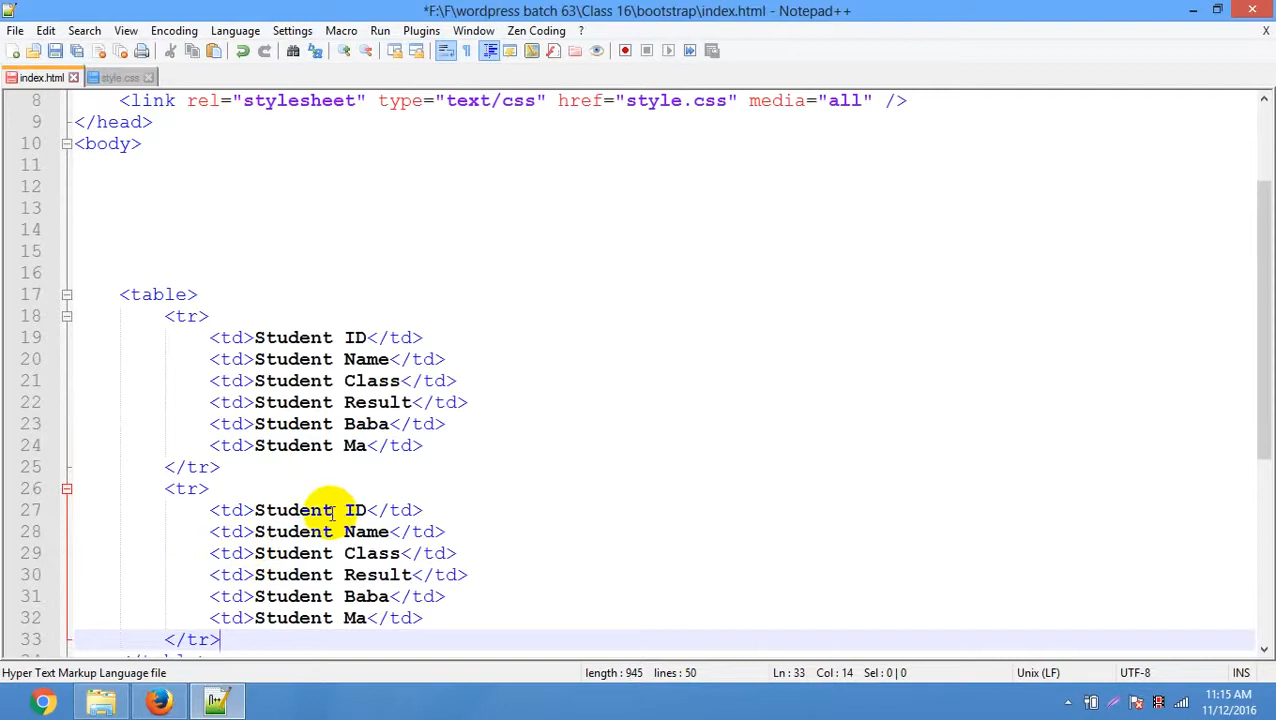 *F:\F\wordpress batch 63\Class 16\bootstrap\index.html - Notepad++
File Edit Search View Encoding Language Settings Macro Run Plugins Window Zen Coding ? X
index.html style.css
8 <link rel="stylesheet" type="text/css" href="style.css" media="all" />
9 </head>
10 <body>
11
12
13
14
15
16
17 <table>
18 <tr>
19 <td>Student ID</td>
20 <td>Student Name</td>
21 <td>Student Class</td>
22 <td>Student Result</td>
23 <td>Student Baba</td>
24 <td>Student Ma</td>
25 </tr>
26 <tr>
27 <td>Student ID</td>
28 <td>Student Name</td>
29 <td>Student Class</td>
30 <td>Student Result</td>
31 <td>Student Baba</td>
32 <td>Student Ma</td>
33 </tr>
Hyper Text Markup Language file length : 945 lines : 50 Ln : 33 Col : 14 Sel : 0 | 0 Unix (LF) UTF-8 INS
11:15 AM
11/12/2016